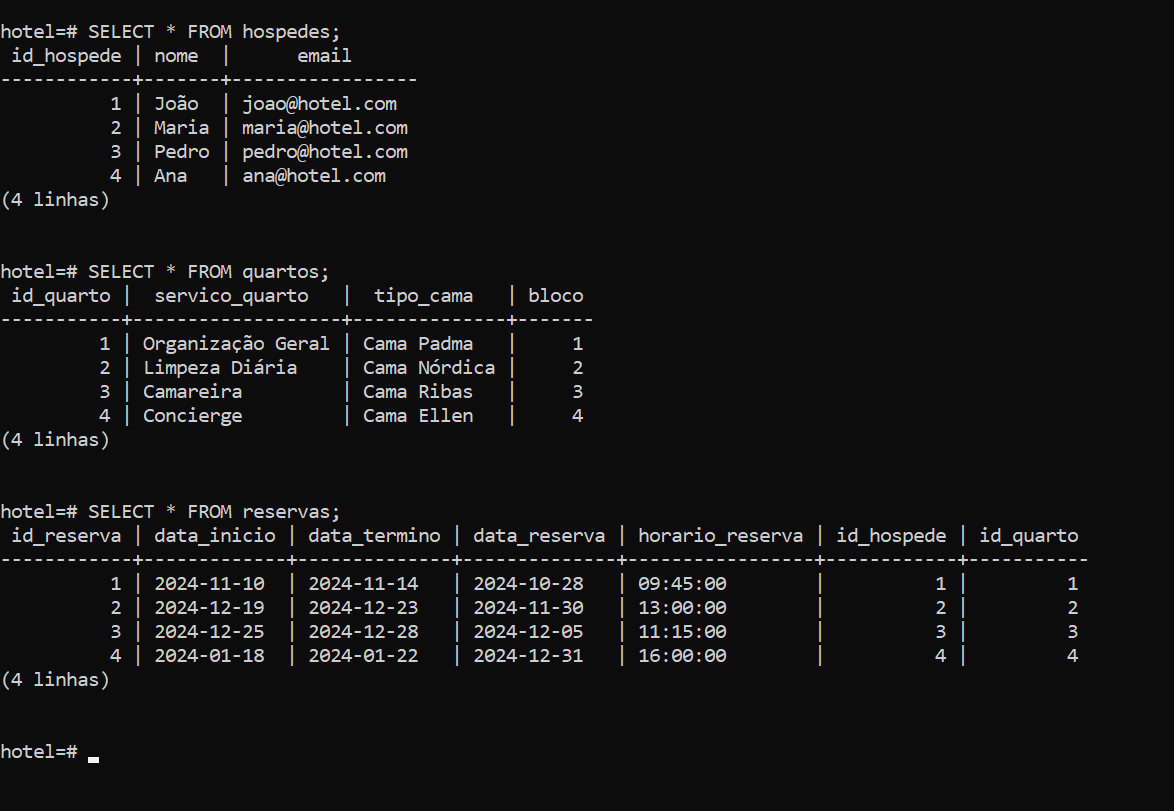 hotel=# SELECT * FROM hospedes;
 id_hospede | nome  |      email
------------+-------+-----------------
          1 | João  | joao@hotel.com
          2 | Maria | maria@hotel.com
          3 | Pedro | pedro@hotel.com
          4 | Ana   | ana@hotel.com
(4 linhas)
hotel=# SELECT * FROM quartos;
 id_quarto |  servico_quarto   |  tipo_cama   | bloco
-----------+-------------------+--------------+-------
         1 | Organização Geral | Cama Padma   |     1
         2 | Limpeza Diária    | Cama Nórdica |     2
         3 | Camareira         | Cama Ribas   |     3
         4 | Concierge         | Cama Ellen   |     4
(4 linhas)
hotel=# SELECT * FROM reservas;
 id_reserva | data_inicio | data_termino | data_reserva | horario_reserva | id_hospede | id_quarto
------------+-------------+--------------+--------------+-----------------+------------+-----------
          1 | 2024-11-10  | 2024-11-14   | 2024-10-28   | 09:45:00        |          1 |         1
          2 | 2024-12-19  | 2024-12-23   | 2024-11-30   | 13:00:00        |          2 |         2
          3 | 2024-12-25  | 2024-12-28   | 2024-12-05   | 11:15:00        |          3 |         3
          4 | 2024-01-18  | 2024-01-22   | 2024-12-31   | 16:00:00        |          4 |         4
(4 linhas)
hotel=#